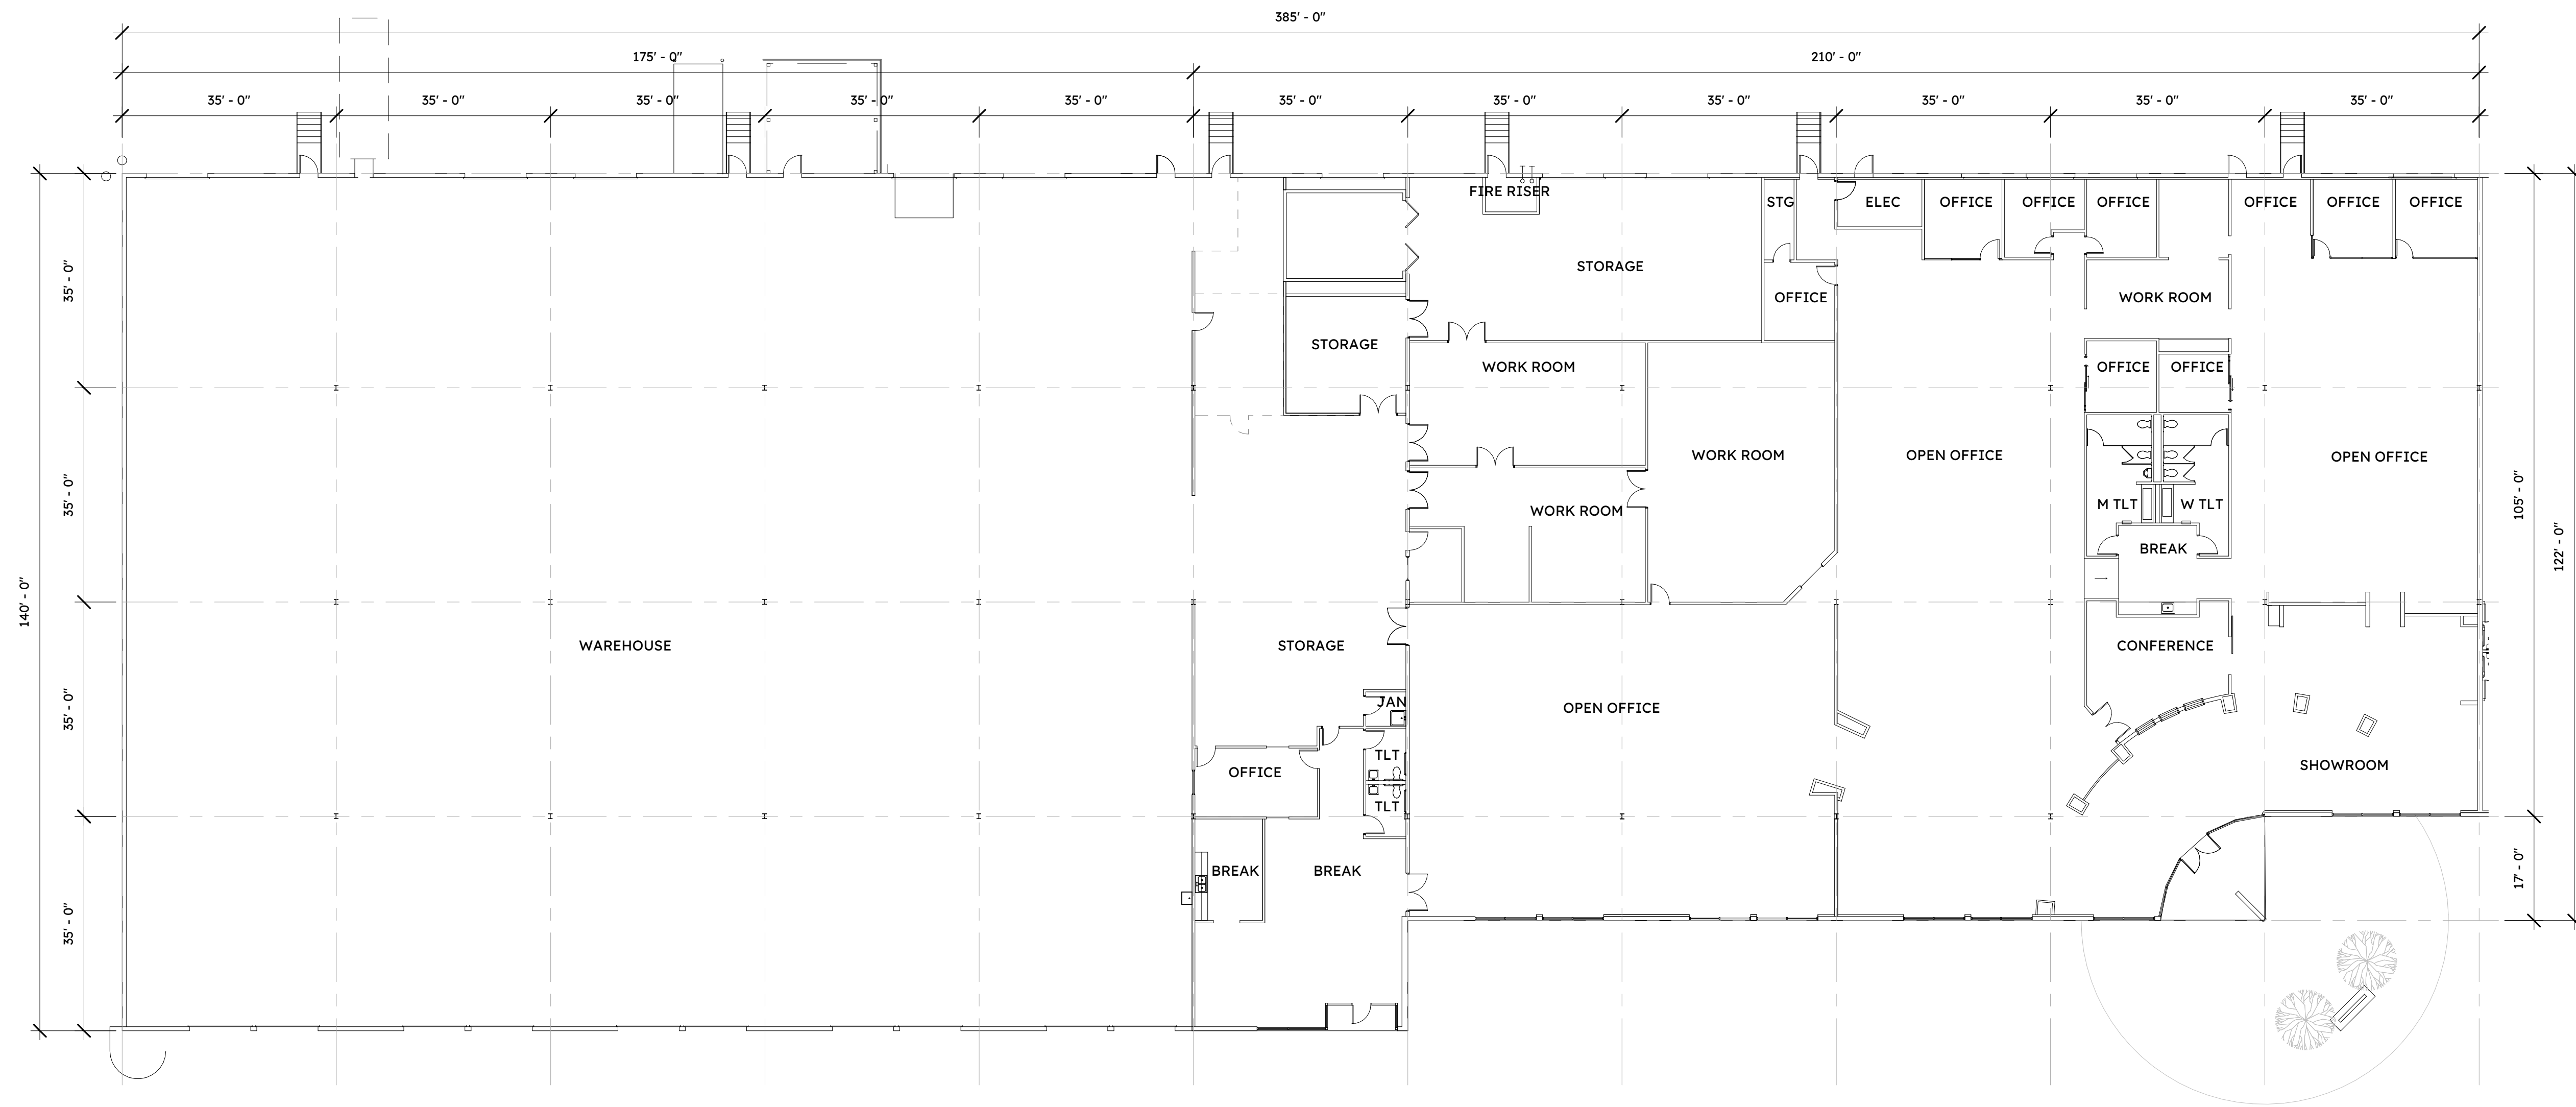 385' - 0"
175' - 0"
210' - 0"
35' - 0"
35' - 0"
35' - 0"
35' - 0"
35' - 0"
35' - 0"
35' - 0"
35' - 0"
35' - 0"
35' - 0"
35' - 0"
FIRE RISER
STG
ELEC
OFFICE
OFFICE
OFFICE
OFFICE
OFFICE
OFFICE
35' - 0"
STORAGE
OFFICE
WORK ROOM
STORAGE
WORK ROOM
OFFICE
OFFICE
WORK ROOM
OPEN OFFICE
OPEN OFFICE
35' - 0"
105' - 0"
M TLT
W TLT
WORK ROOM
BREAK
122' - 0"
140' - 0"
WAREHOUSE
STORAGE
CONFERENCE
35' - 0"
JAN
OPEN OFFICE
TLT
SHOWROOM
OFFICE
TLT
BREAK
BREAK
17' - 0"
35' - 0"